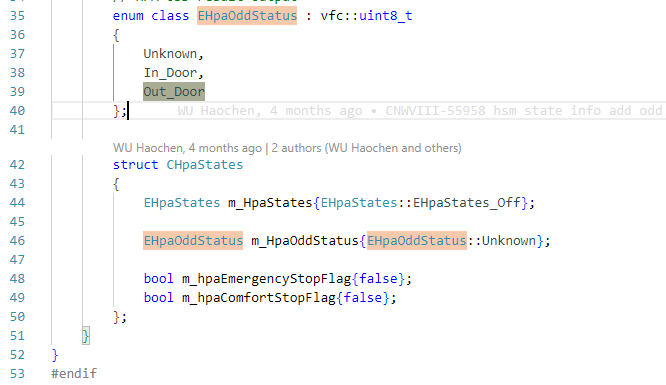 35 enum class EHpaOddStatus : vfc::uint8_t
36 {
37 Unknown,
38 In_Door,
39 Out_Door
40 }; WU Haochen, 4 months ago • CNWVIII-55958 hsm state info add odd
41
WU Haochen, 4 months ago | 2 authors (WU Haochen and others)
42 struct CHpaStates
43 {
44 EHpaStates m_HpaStates{EHpaStates::EHpaStates_Off};
45
46 EHpaOddStatus m_HpaOddStatus{EHpaOddStatus::Unknown};
47
48 bool m_hpaEmergencyStopFlag{false};
49 bool m_hpaComfortStopFlag{false};
50 };
51 }
52 }
53 #endif